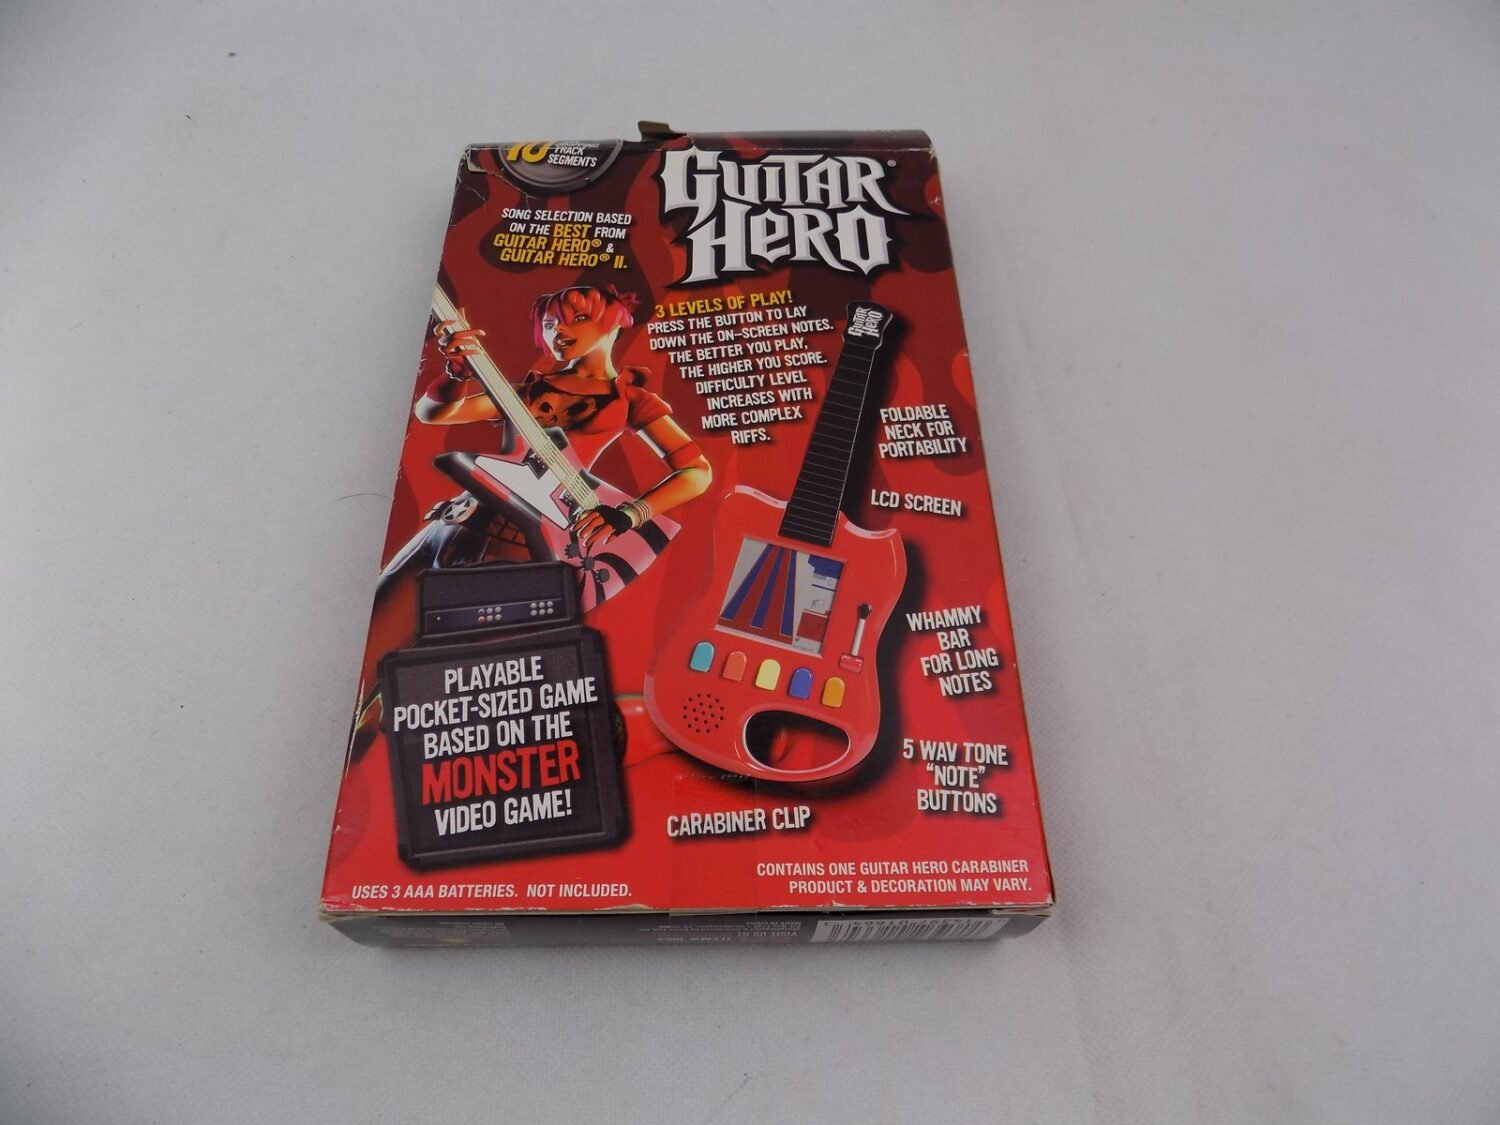 10
TRACK
SEGMENTS
SONG SELECTION BASED
ON THE BEST FROM
GUITAR HERO® &
GUITAR HERO® II.
GUITAR
HERO®
3 LEVELS OF PLAY!
PRESS THE BUTTON TO LAY
DOWN THE ON-SCREEN NOTES.
THE BETTER YOU PLAY,
THE HIGHER YOU SCORE.
DIFFICULTY LEVEL
INCREASES WITH
MORE COMPLEX
RIFFS.
GUITAR
HERO
FOLDABLE
NECK FOR
PORTABILITY
LCD SCREEN
WHAMMY
BAR
FOR LONG
NOTES
5 WAV TONE
"NOTE"
BUTTONS
PLAYABLE
POCKET-SIZED GAME
BASED ON THE
MONSTER
VIDEO GAME!
CARABINER CLIP
USES 3 AAA BATTERIES. NOT INCLUDED.
CONTAINS ONE GUITAR HERO CARABINER
PRODUCT & DECORATION MAY VARY.